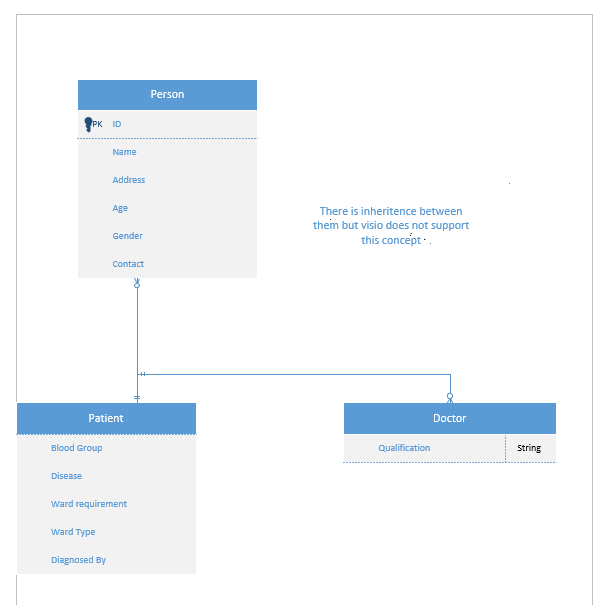 Person
PK ID
Name
Address
Age
Gender
Contact
There is inheritence between
them but visio does not support
this concept
Patient
Blood Group
Disease
Ward requirement
Ward Type
Diagnosed By
Doctor
Qualification String